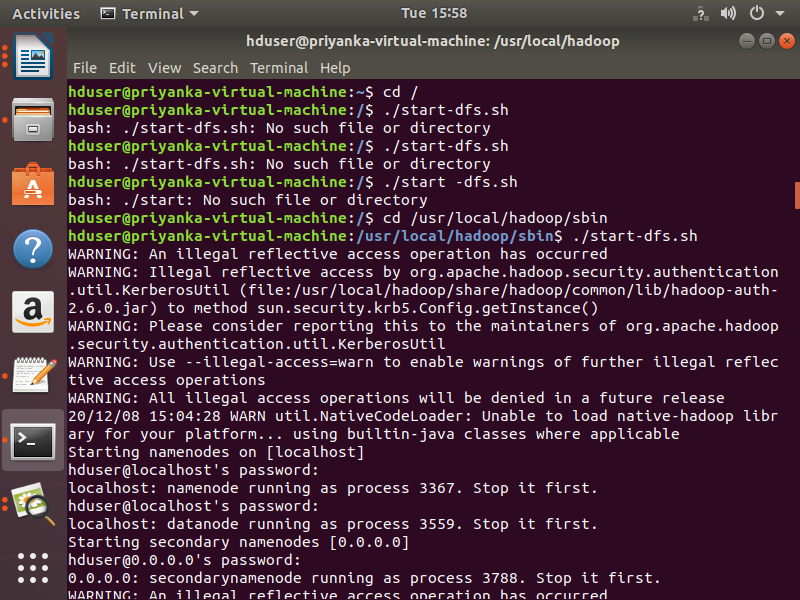 Activities Terminal Tue 15:58
hduser@priyanka-virtual-machine: /usr/local/hadoop
File Edit View Search Terminal Help
hduser@priyanka-virtual-machine:~$ cd /
hduser@priyanka-virtual-machine:/$ ./start-dfs.sh
bash: ./start-dfs.sh: No such file or directory
hduser@priyanka-virtual-machine:/$ ./start-dfs.sh
bash: ./start-dfs.sh: No such file or directory
hduser@priyanka-virtual-machine:/$ ./start -dfs.sh
bash: ./start: No such file or directory
hduser@priyanka-virtual-machine:/$ cd /usr/local/hadoop/sbin
hduser@priyanka-virtual-machine:/usr/local/hadoop/sbin$ ./start-dfs.sh
WARNING: An illegal reflective access operation has occurred
WARNING: Illegal reflective access by org.apache.hadoop.security.authentication
.util.KerberosUtil (file:/usr/local/hadoop/share/hadoop/common/lib/hadoop-auth-
2.6.0.jar) to method sun.security.krb5.Config.getInstance()
WARNING: Please consider reporting this to the maintainers of org.apache.hadoop
.security.authentication.util.KerberosUtil
WARNING: Use --illegal-access=warn to enable warnings of further illegal reflec
tive access operations
WARNING: All illegal access operations will be denied in a future release
20/12/08 15:04:28 WARN util.NativeCodeLoader: Unable to load native-hadoop libr
ary for your platform... using builtin-java classes where applicable
Starting namenodes on [localhost]
hduser@localhost's password:
localhost: namenode running as process 3367. Stop it first.
hduser@localhost's password:
localhost: datanode running as process 3559. Stop it first.
Starting secondary namenodes [0.0.0.0]
hduser@0.0.0.0's password:
0.0.0.0: secondarynamenode running as process 3788. Stop it first.
WARNING: An illegal reflective access operation has occurred